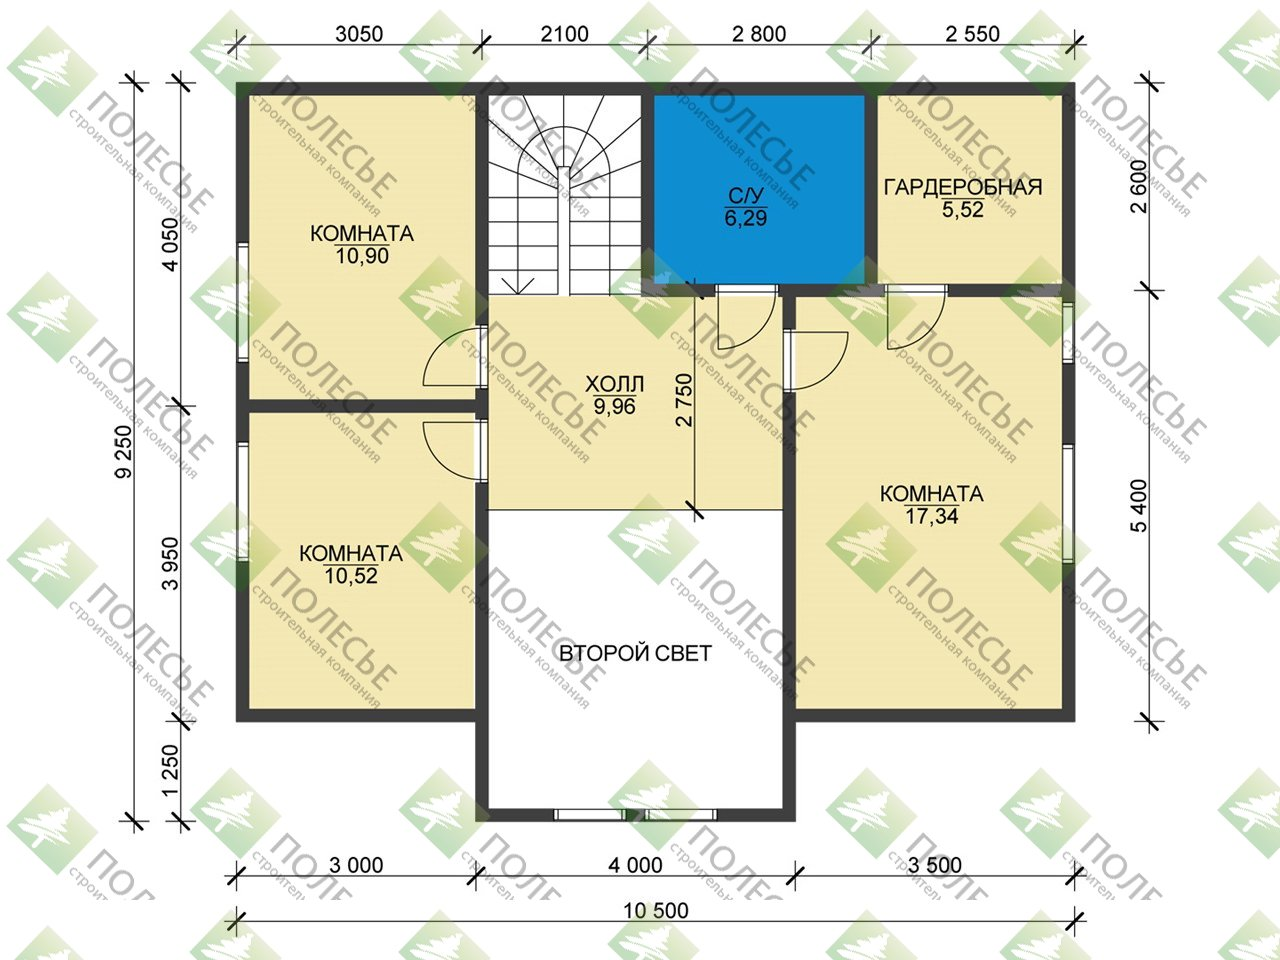 3050
2100
2 800
2 550
4 050
3 950
1 250
9 250
2 600
5 400
КОМНАТА
10,90
С/У
6,29
ГАРДЕРОБНАЯ
5,52
ХОЛЛ
9,96
2 750
КОМНАТА
17,34
КОМНАТА
10,52
ВТОРОЙ СВЕТ
3 000
4 000
3 500
10 500
ПОЛЕСЬЕ
строительная компания